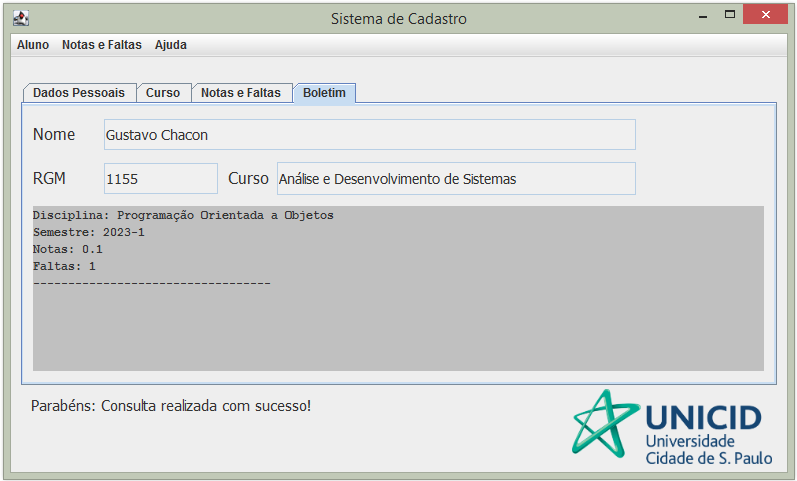 Sistema de Cadastro
Aluno Notas e Faltas Ajuda
Dados Pessoais Curso Notas e Faltas Boletim
Nome Gustavo Chacon
RGM 1155 Curso Análise e Desenvolvimento de Sistemas
Disciplina: Programação Orientada a Objetos
Semestre: 2023-1
Notas: 0.1
Faltas: 1
----------------------------------
Parabéns: Consulta realizada com sucesso!
UNICID
Universidade
Cidade de S. Paulo